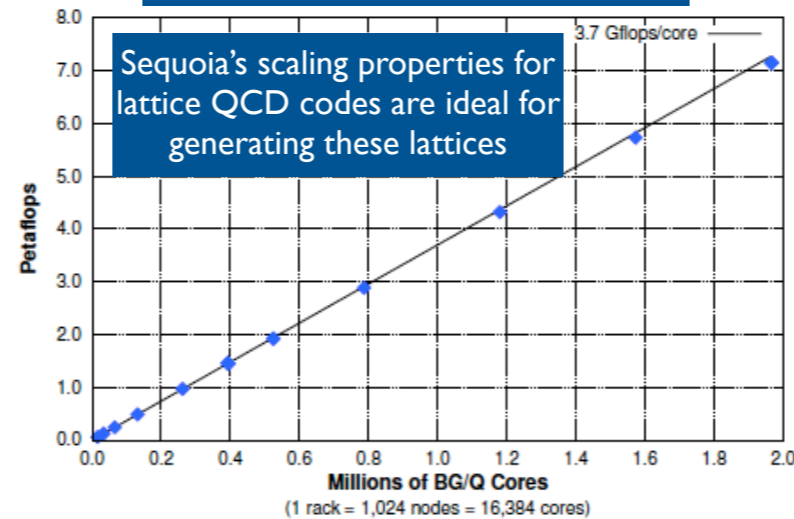 8.0
3.7 Gflops/core
Sequoia's scaling properties for
lattice QCD codes are ideal for
generating these lattices
7.0
6.0
5.0
4.0
3.0
2.0
1.0
0.0
Petaflops
0.0 0.2 0.4 0.6 0.8 1.0 1.2 1.4 1.6 1.8 2.0
Millions of BG/Q Cores
(1 rack = 1,024 nodes = 16,384 cores)